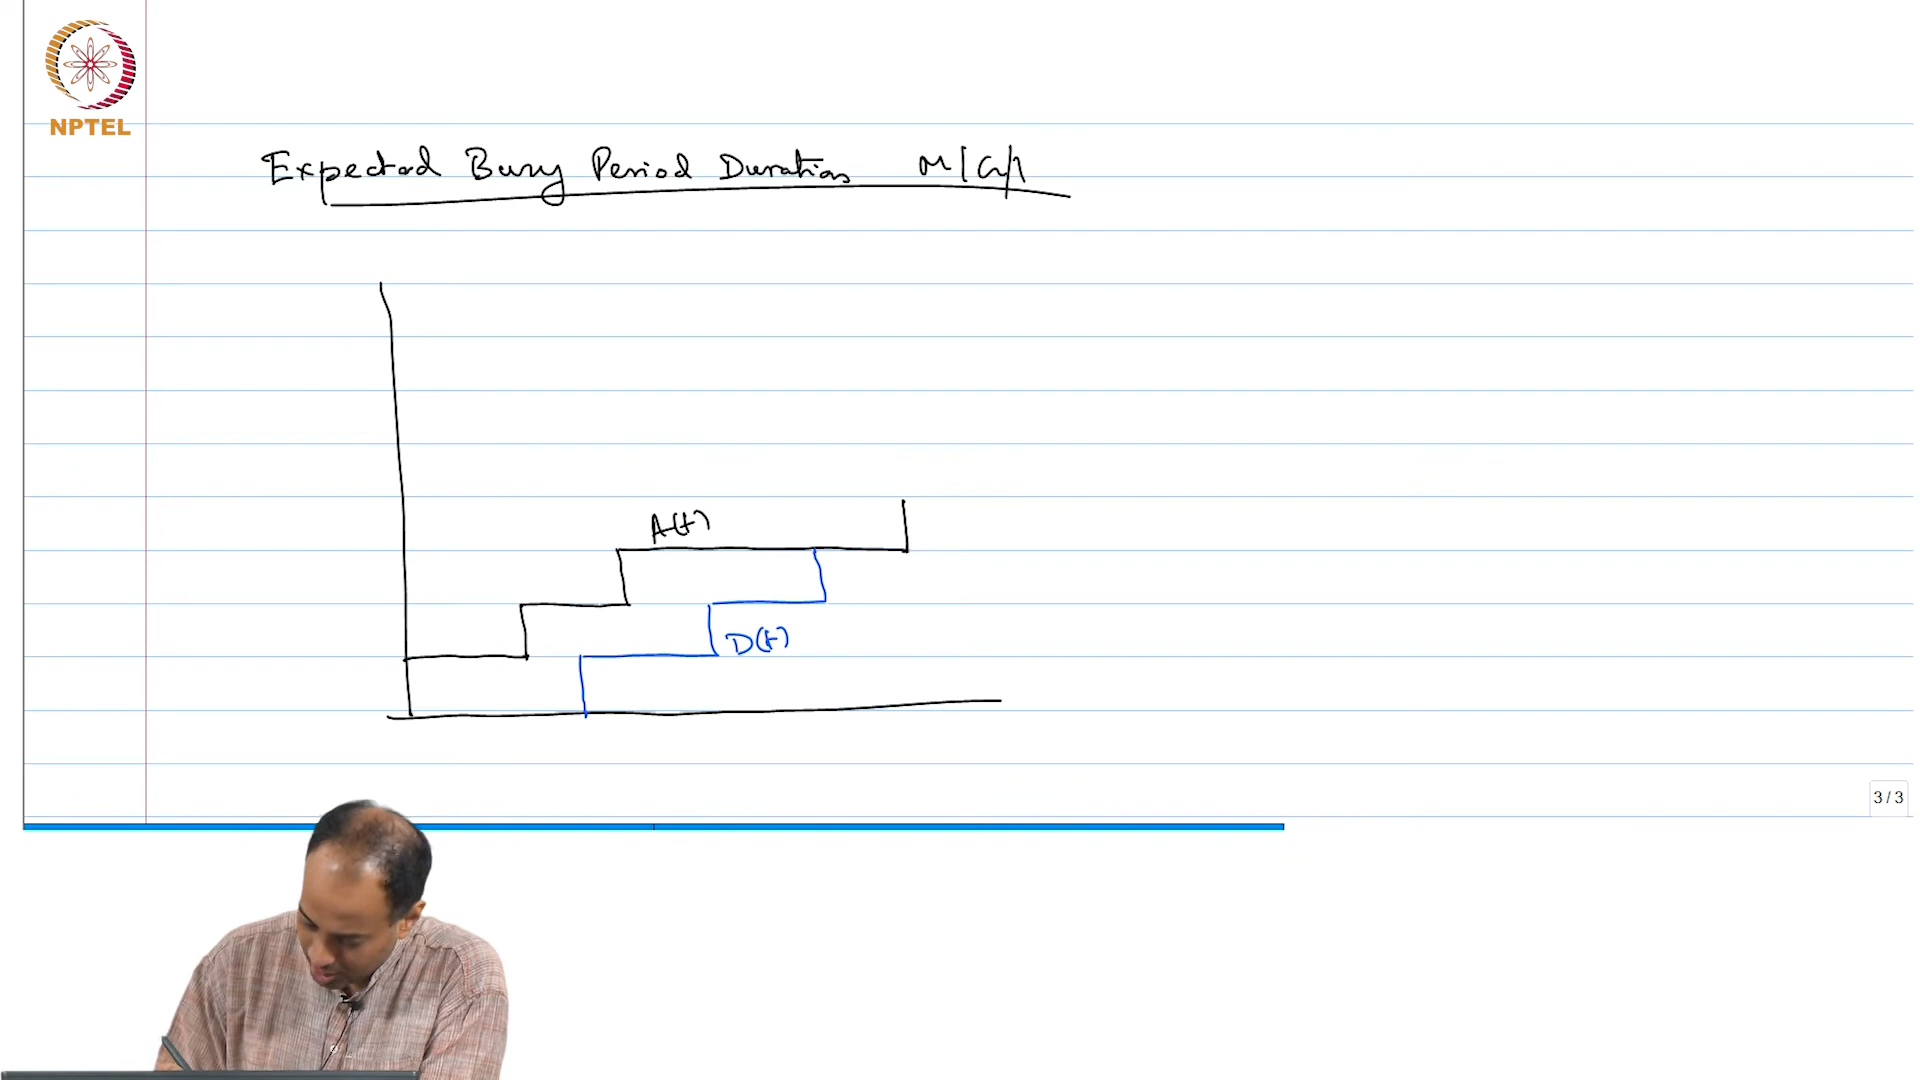 NPTEL
Expected Busy Period Duration M/G/1
A(t)
D(t)
3 / 3